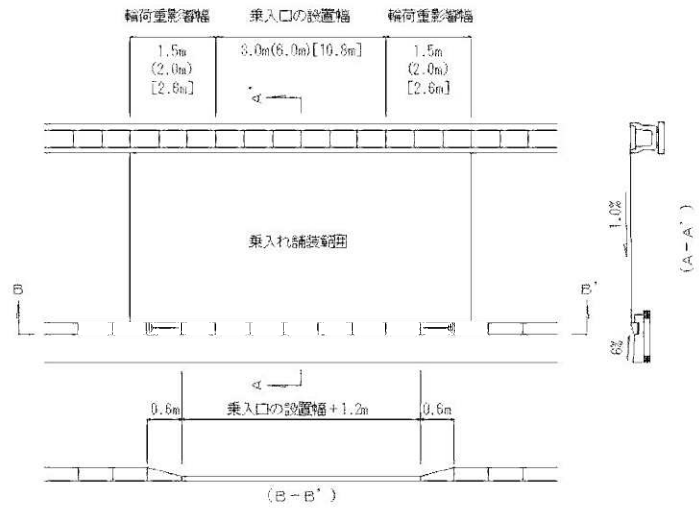 輪荷重影響幅 乗入口の設置幅 輪荷重影響幅
1.5m 3.0m(6.0m)[10.8m] 1.5m
(2.0m) (2.0m)
[2.6m] [2.6m]
A'
1.0%
(A-A')
乗入れ舗装範囲
B B'
6%
A
0.6m 乗入口の設置幅+1.2m 0.6m
(B-B')